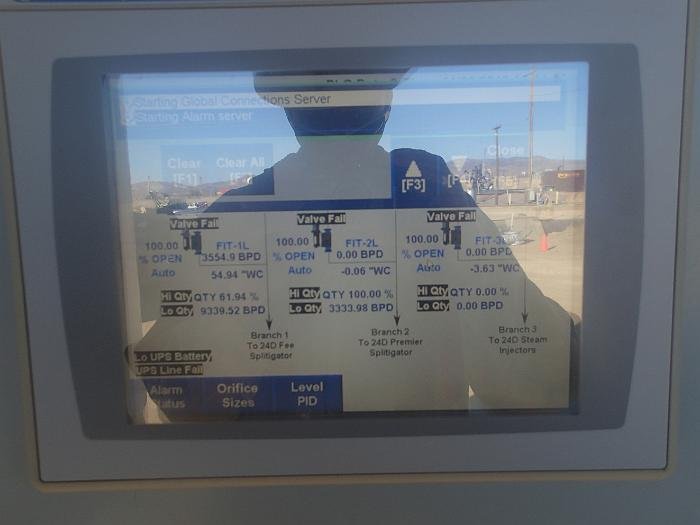 Starting Global Connections Server
Starting Alarm server
Clear Clear All Close
[F1] [F3]
Valve Fail Valve Fail Valve Fail
100.00 FIT-1L 100.00 FIT-2L 100.00
% OPEN 3554.9 BPD % OPEN 0.00 BPD % OPEN 0.00 BPD
Auto 54.94 "WC Auto -0.06 "WC Auto -3.63 "WC
Hi Qty QTY 61.94 % Hi Qty QTY 100.00 % Hi Qty QTY 0.00 %
Lo Qty 9339.52 BPD Lo Qty 3333.98 BPD Lo Qty 0.00 BPD
Branch 1 Branch 2 Branch 3
To 24D Fee To 24D Premier To 24D Steam
Splitigator Splitigator Injectors
Lo UPS Battery
UPS Line Fail
Alarm Orifice Level
Status Sizes PID